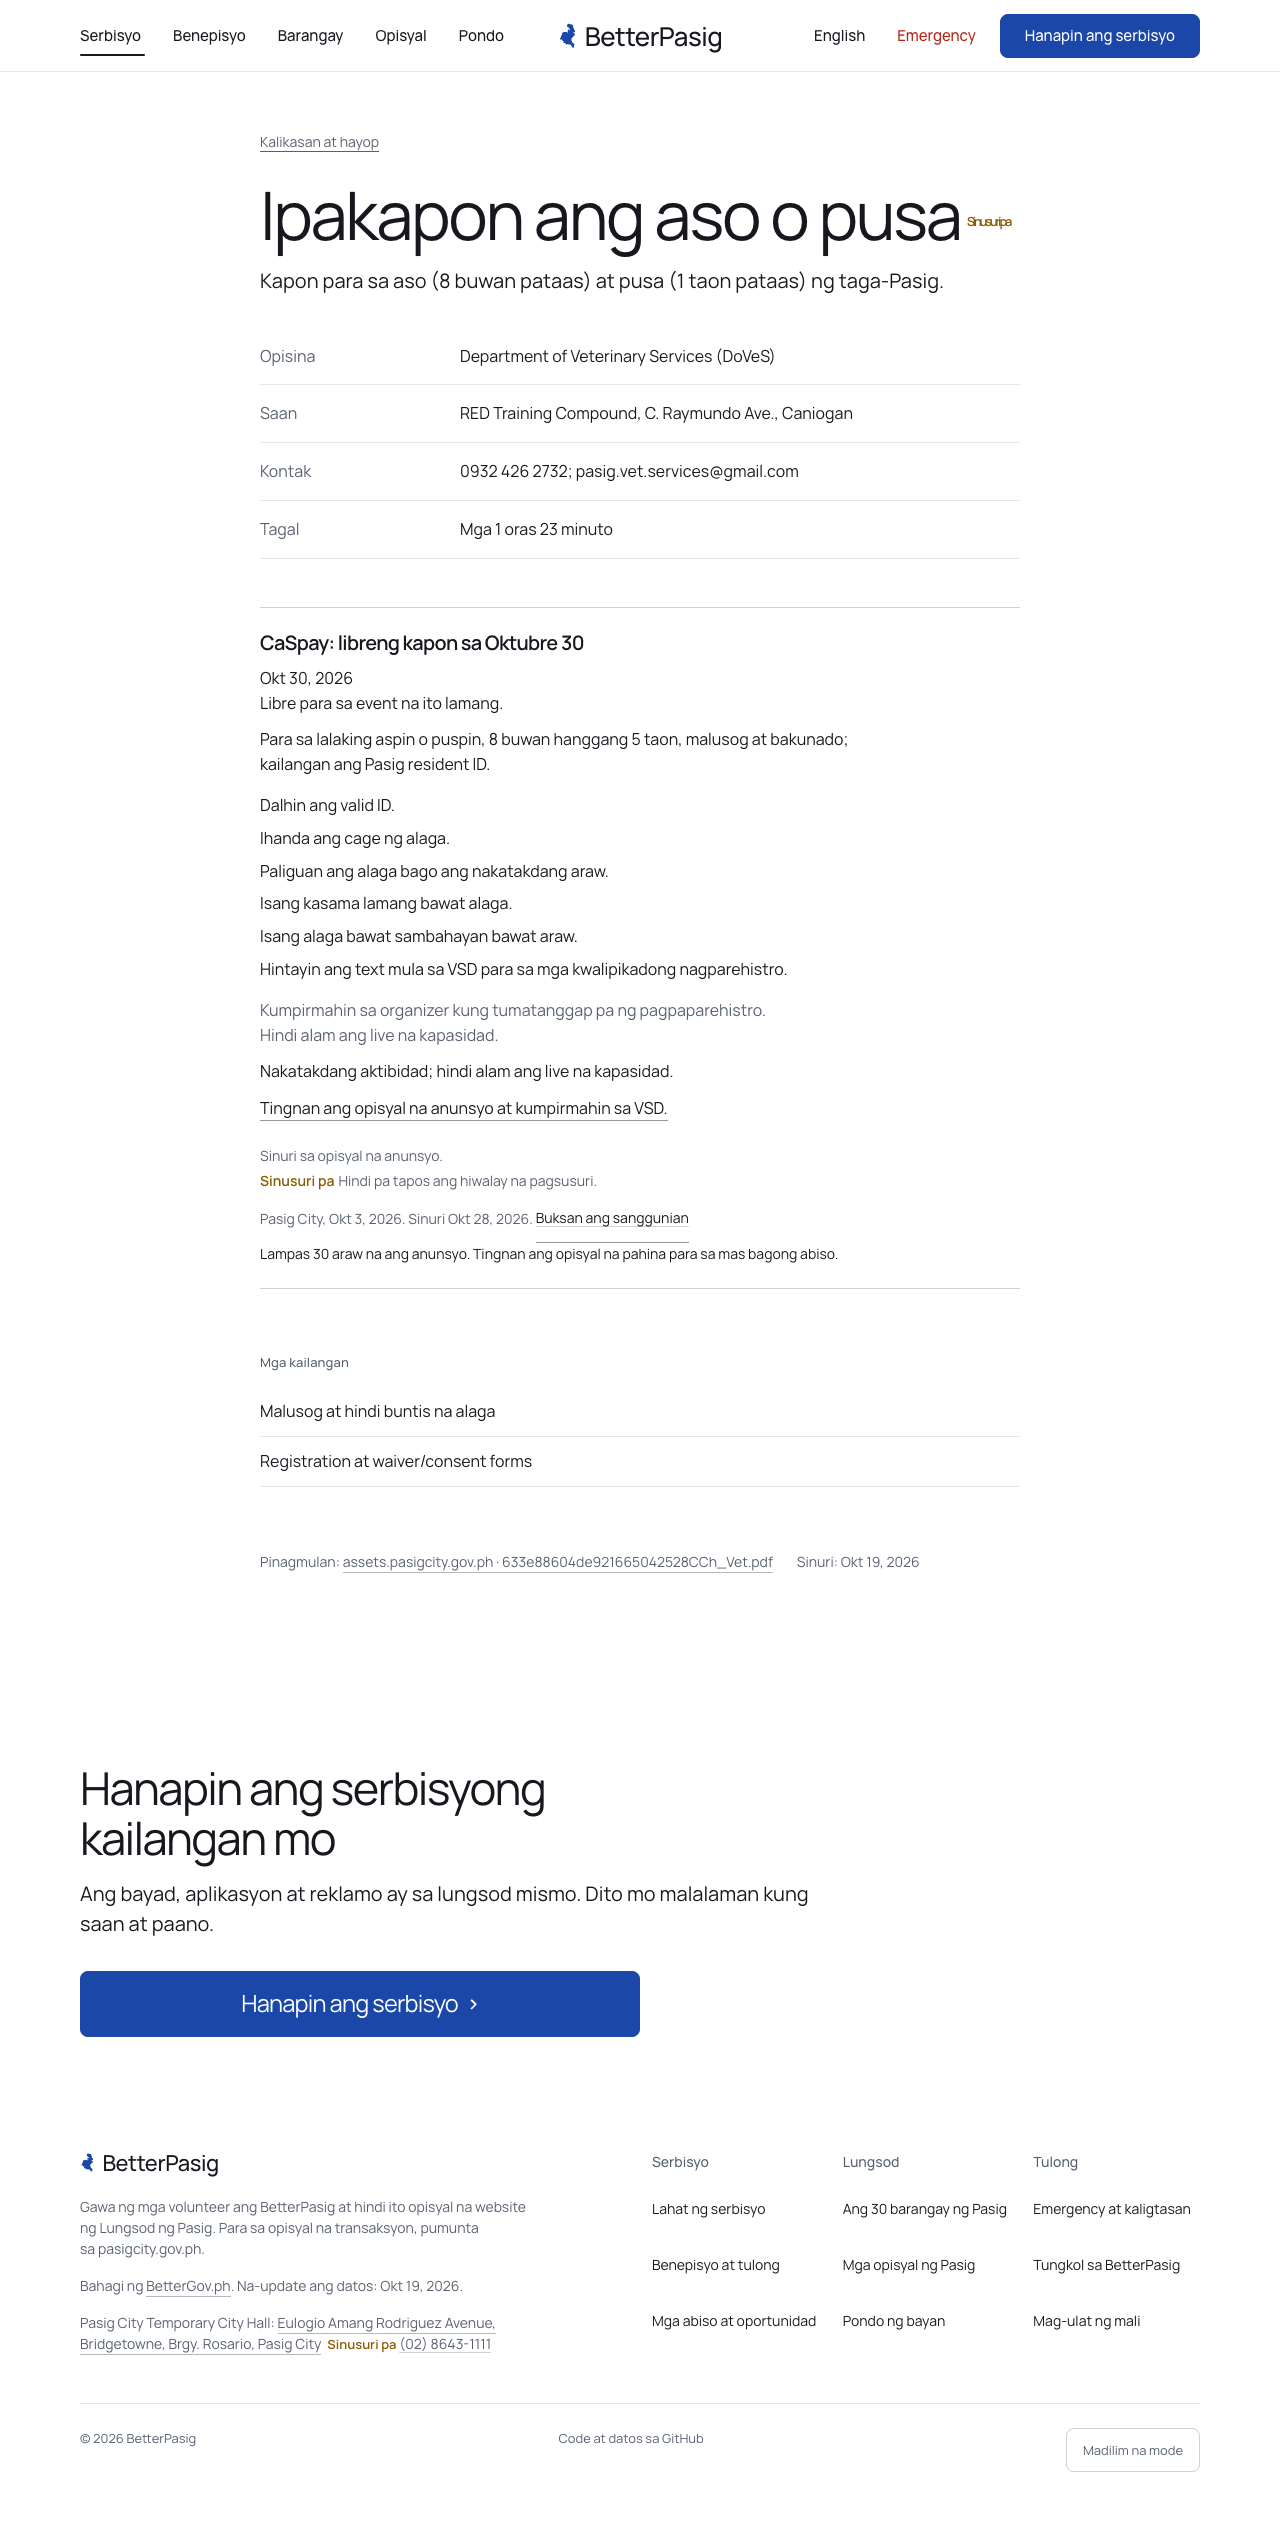 Serbisyo Benepisyo Barangay Opisyal Pondo BetterPasig English Emergency Hanapin ang serbisyo
Kalikasan at hayop
Ipakapon ang aso o pusa Sinusuri pa
Kapon para sa aso (8 buwan pataas) at pusa (1 taon pataas) ng taga-Pasig.
Opisina Department of Veterinary Services (DoVeS)
Saan RED Training Compound, C. Raymundo Ave., Caniogan
Kontak 0932 426 2732; pasig.vet.services@gmail.com
Tagal Mga 1 oras 23 minuto
CaSpay: libreng kapon sa Oktubre 30
Okt 30, 2026
Libre para sa event na ito lamang.
Para sa lalaking aspin o puspin, 8 buwan hanggang 5 taon, malusog at bakunado;
kailangan ang Pasig resident ID.
Dalhin ang valid ID.
Ihanda ang cage ng alaga.
Paliguan ang alaga bago ang nakatakdang araw.
Isang kasama lamang bawat alaga.
Isang alaga bawat sambahayan bawat araw.
Hintayin ang text mula sa VSD para sa mga kwalipikadong nagparehistro.
Kumpirmahin sa organizer kung tumatanggap pa ng pagpaparehistro.
Hindi alam ang live na kapasidad.
Nakatakdang aktibidad; hindi alam ang live na kapasidad.
Tingnan ang opisyal na anunsyo at kumpirmahin sa VSD.
Sinuri sa opisyal na anunsyo.
Sinusuri pa Hindi pa tapos ang hiwalay na pagsusuri.
Pasig City, Okt 3, 2026. Sinuri Okt 28, 2026. Buksan ang sanggunian
Lampas 30 araw na ang anunsyo. Tingnan ang opisyal na pahina para sa mas bagong abiso.
Mga kailangan
Malusog at hindi buntis na alaga
Registration at waiver/consent forms
Pinagmulan: assets.pasigcity.gov.ph · 633e88604de921665042528CCh_Vet.pdf Sinuri: Okt 19, 2026
Hanapin ang serbisyong
kailangan mo
Ang bayad, aplikasyon at reklamo ay sa lungsod mismo. Dito mo malalaman kung
saan at paano.
Hanapin ang serbisyo ›
BetterPasig
Gawa ng mga volunteer ang BetterPasig at hindi ito opisyal na website
ng Lungsod ng Pasig. Para sa opisyal na transaksyon, pumunta
sa pasigcity.gov.ph.
Bahagi ng BetterGov.ph. Na-update ang datos: Okt 19, 2026.
Pasig City Temporary City Hall: Eulogio Amang Rodriguez Avenue,
Bridgetowne, Brgy. Rosario, Pasig City Sinusuri pa (02) 8643-1111
Serbisyo
Lahat ng serbisyo
Benepisyo at tulong
Mga abiso at oportunidad
Lungsod
Ang 30 barangay ng Pasig
Mga opisyal ng Pasig
Pondo ng bayan
Tulong
Emergency at kaligtasan
Tungkol sa BetterPasig
Mag-ulat ng mali
© 2026 BetterPasig Code at datos sa GitHub Madilim na mode